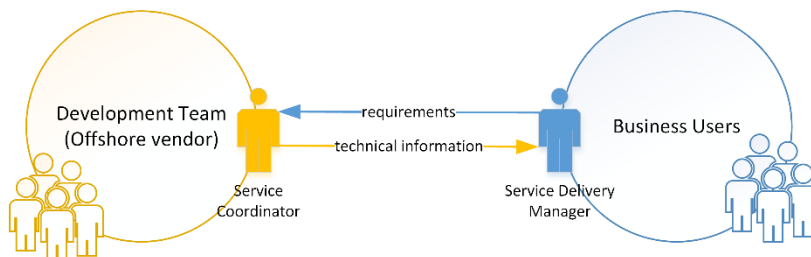 Development Team
(Offshore vendor)
requirements
technical information
Business Users
Service
Coordinator
Service Delivery
Manager